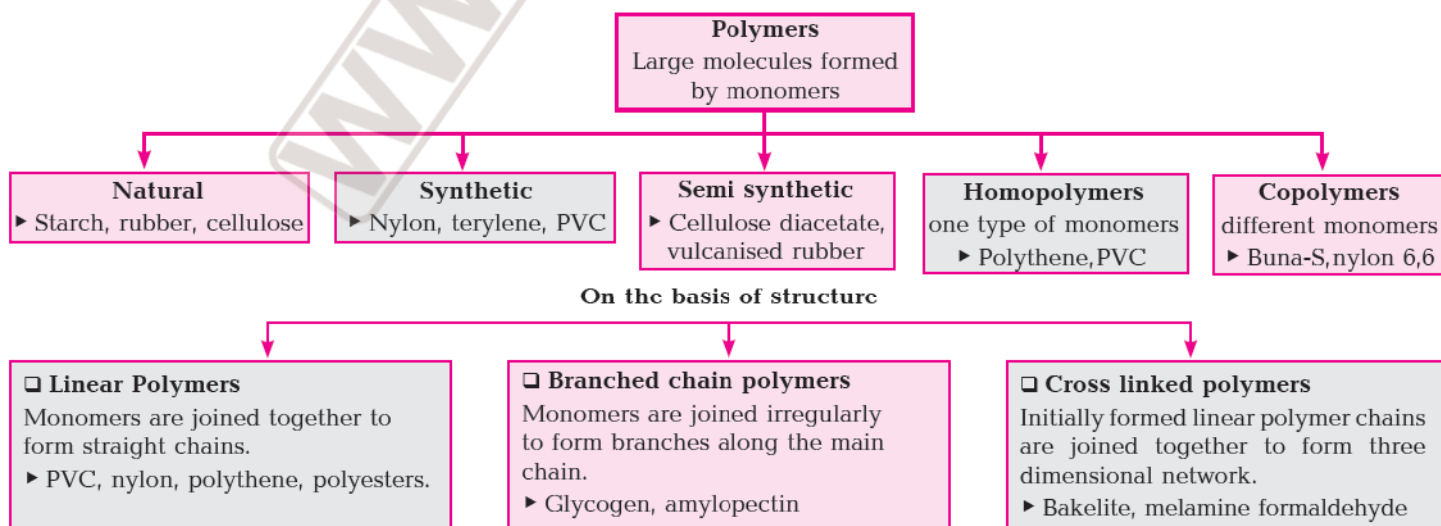 Polymers
Large molecules formed
by monomers
Natural
▶ Starch, rubber, cellulose
Synthetic
▶ Nylon, terylene, PVC
Semi synthetic
▶ Cellulose diacetate,
vulcanised rubber
Homopolymers
one type of monomers
▶ Polythene,PVC
Copolymers
different monomers
▶ Buna-S,nylon 6,6
On the basis of structure
❑ Linear Polymers
Monomers are joined together to
form straight chains.
▶ PVC, nylon, polythene, polyesters.
❑ Branched chain polymers
Monomers are joined irregularly
to form branches along the main
chain.
▶ Glycogen, amylopectin
❑ Cross linked polymers
Initially formed linear polymer chains
are joined together to form three
dimensional network.
▶ Bakelite, melamine formaldehyde